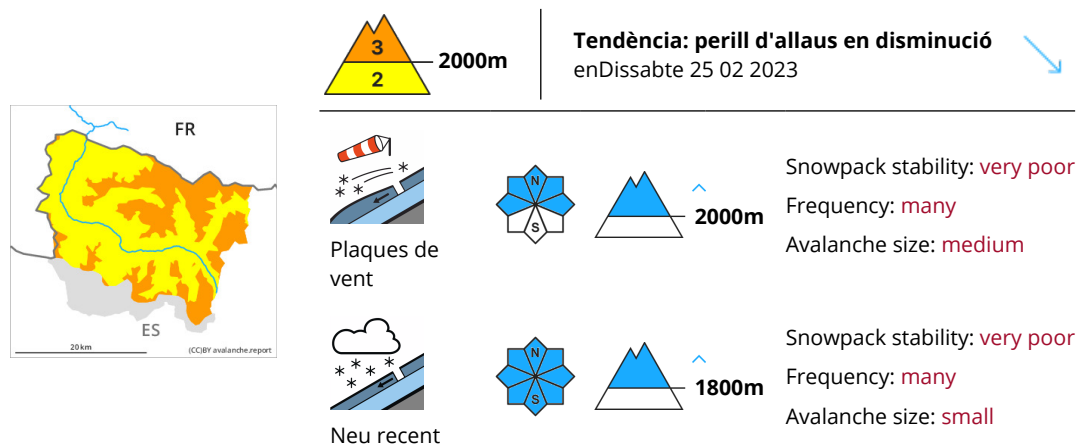 3
2
2000m
Tendència: perill d'allaus en disminució
enDissabte 25 02 2023
FR
ES
20 km
(CC)BY avalanche.report
N
S
2000m
Plaques de
vent
Snowpack stability: very poor
Frequency: many
Avalanche size: medium
N
S
1800m
Neu recent
Snowpack stability: very poor
Frequency: many
Avalanche size: small